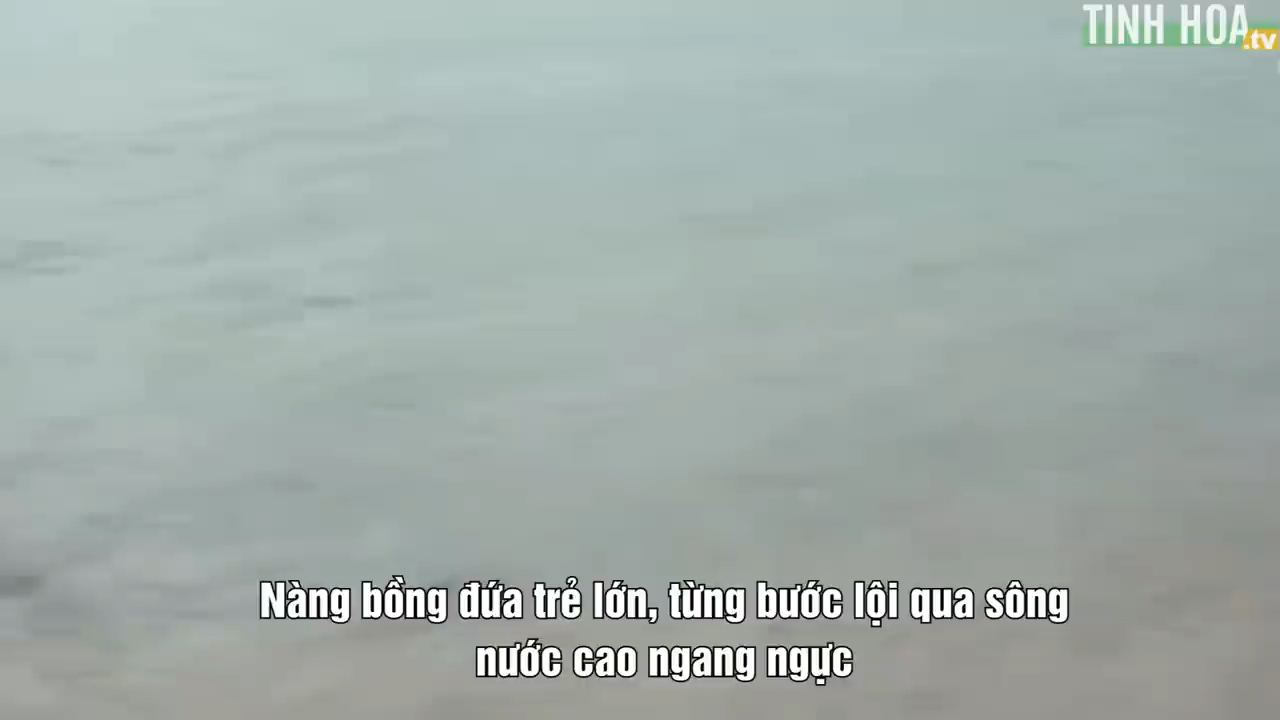 TINH HOA
.tv
Nàng bồng đứa trẻ lớn, từng bước lội qua sông
nước cao ngang ngực